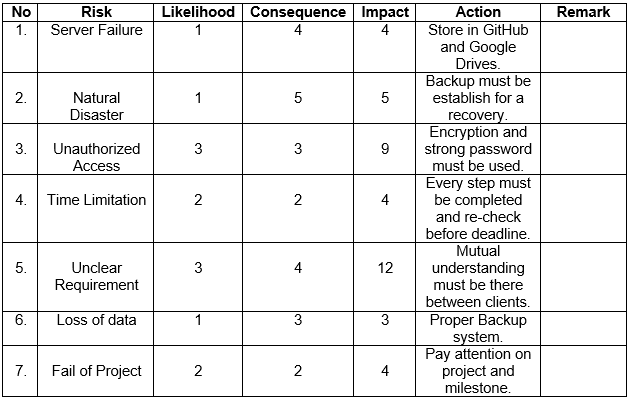 No Risk Likelihood Consequence Impact Action Remark
1. Server Failure 1 4 4 Store in GitHub
and Google
Drives.
2. Natural 1 5 5 Backup must be
Disaster establish for a
recovery.
3. Unauthorized 3 3 9 Encryption and
Access strong password
must be used.
4. Time Limitation 2 2 4 Every step must
be completed
and re-check
before deadline.
5. Unclear 3 4 12 Mutual
Requirement understanding
must be there
between clients.
6. Loss of data 1 3 3 Proper Backup
system.
7. Fail of Project 2 2 4 Pay attention on
project and
milestone.